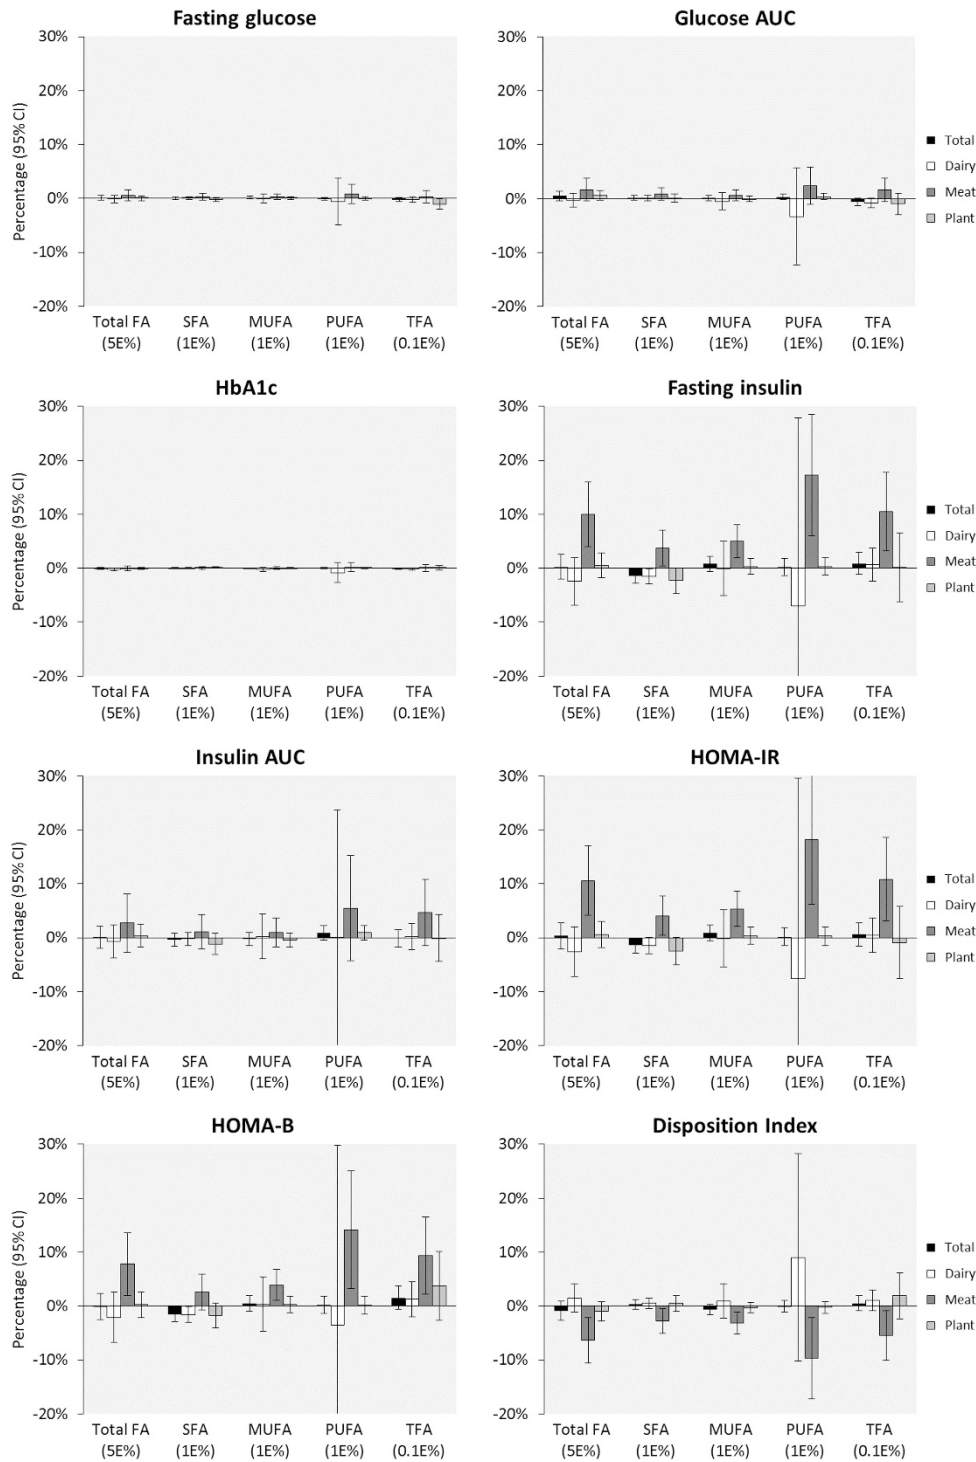 Fasting glucose
Percentage (95% CI)
30%
20%
10%
0%
-10%
-20%
Total FA SFA MUFA PUFA TFA
(5E%) (1E%) (1E%) (1E%) (0.1E%)
Glucose AUC
30%
20%
10%
0%
-10%
-20%
Total FA SFA MUFA PUFA TFA
(5E%) (1E%) (1E%) (1E%) (0.1E%)
Total
Dairy
Meat
Plant
HbA1c
Percentage (95% CI)
30%
20%
10%
0%
-10%
-20%
Total FA SFA MUFA PUFA TFA
(5E%) (1E%) (1E%) (1E%) (0.1E%)
Fasting insulin
30%
20%
10%
0%
-10%
-20%
Total FA SFA MUFA PUFA TFA
(5E%) (1E%) (1E%) (1E%) (0.1E%)
Total
Dairy
Meat
Plant
Insulin AUC
Percentage (95% CI)
30%
20%
10%
0%
-10%
-20%
Total FA SFA MUFA PUFA TFA
(5E%) (1E%) (1E%) (1E%) (0.1E%)
HOMA-IR
30%
20%
10%
0%
-10%
-20%
Total FA SFA MUFA PUFA TFA
(5E%) (1E%) (1E%) (1E%) (0.1E%)
Total
Dairy
Meat
Plant
HOMA-B
Percentage (95% CI)
30%
20%
10%
0%
-10%
-20%
Total FA SFA MUFA PUFA TFA
(5E%) (1E%) (1E%) (1E%) (0.1E%)
Disposition Index
30%
20%
10%
0%
-10%
-20%
Total FA SFA MUFA PUFA TFA
(5E%) (1E%) (1E%) (1E%) (0.1E%)
Total
Dairy
Meat
Plant